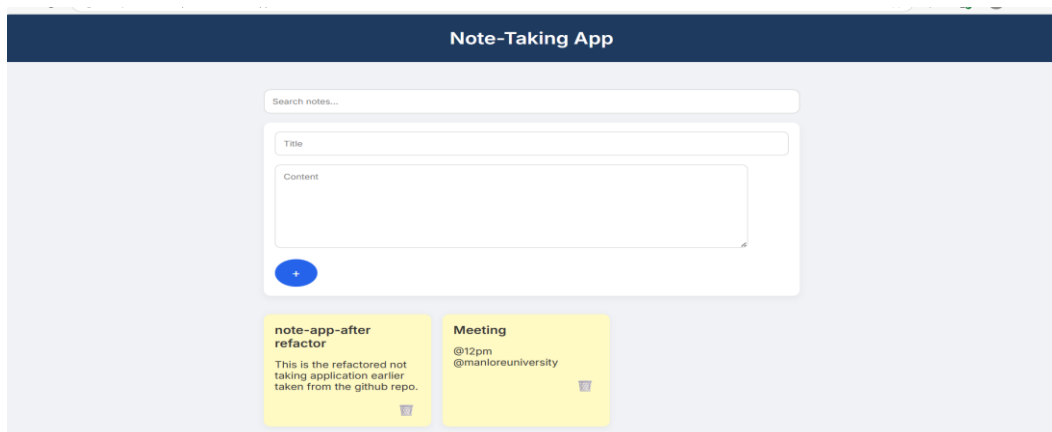 Note-Taking App
Search notes...
Title
Content
+
note-app-after
refactor
This is the refactored not
taking application earlier
taken from the github repo.
Meeting
@12pm
@manloreuniversity